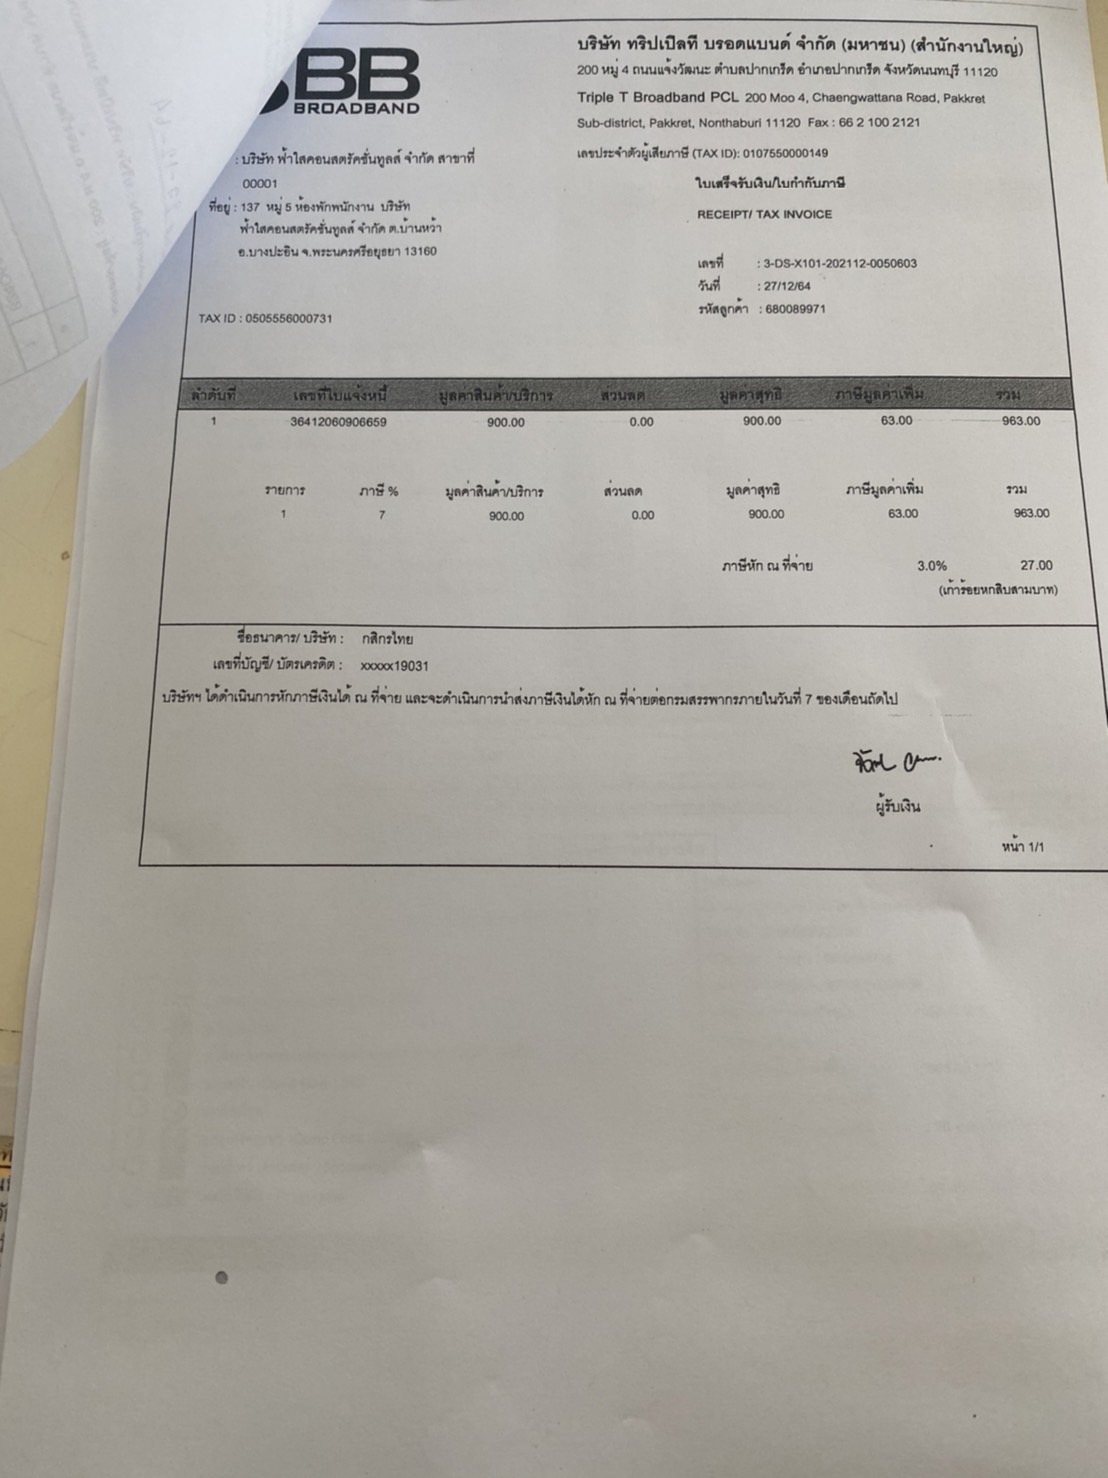 BB
BROADBAND
บริษัท ทริปเปิลที บรอดแบนด์ จำกัด (มหาชน) (สำนักงานใหญ่)
200 หมู่ 4 ถนนแจ้งวัฒนะ ตำบลปากเกร็ด อำเภอปากเกร็ด จังหวัดนนทบุรี 11120
Triple T Broadband PCL 200 Moo 4, Chaengwattana Road, Pakkret
Sub-district, Pakkret, Nonthaburi 11120 Fax : 66 2 100 2121
เลขประจำตัวผู้เสียภาษี (TAX ID): 0107550000149
: บริษัท ฟ้าใสคอนสตรัคชั่นทูลส์ จำกัด สาขาที่
00001
ที่อยู่ : 137 หมู่ 5 ห้องพักพนักงาน บริษัท
ฟ้าใสคอนสตรัคชั่นทูลส์ จำกัด ต.บ้านหว้า
อ.บางปะอิน จ.พระนครศรีอยุธยา 13160
TAX ID : 0505556000731
ใบเสร็จรับเงิน/ใบกำกับภาษี
RECEIPT/ TAX INVOICE
เลขที่ : 3-DS-X101-202112-0050603
วันที่ : 27/12/64
รหัสลูกค้า : 680089971
ลำดับที่ เลขที่ใบแจ้งหนี้ มูลค่าสินค้า/บริการ ส่วนลด มูลค่าสุทธิ ภาษีมูลค่าเพิ่ม รวม
1 36412060906659 900.00 0.00 900.00 63.00 963.00
รายการ ภาษี % มูลค่าสินค้า/บริการ ส่วนลด มูลค่าสุทธิ ภาษีมูลค่าเพิ่ม รวม
1 7 900.00 0.00 900.00 63.00 963.00
ภาษีหัก ณ ที่จ่าย 3.0% 27.00
(เก้าร้อยหกสิบสามบาท)
ชื่อธนาคาร/ บริษัท : กสิกรไทย
เลขที่บัญชี/ บัตรเครดิต : xxxxx19031
บริษัทฯ ได้ดำเนินการหักภาษีเงินได้ ณ ที่จ่าย และจะดำเนินการนำส่งภาษีเงินได้หัก ณ ที่จ่ายต่อกรมสรรพากรภายในวันที่ 7 ของเดือนถัดไป
ผู้รับเงิน
หน้า 1/1